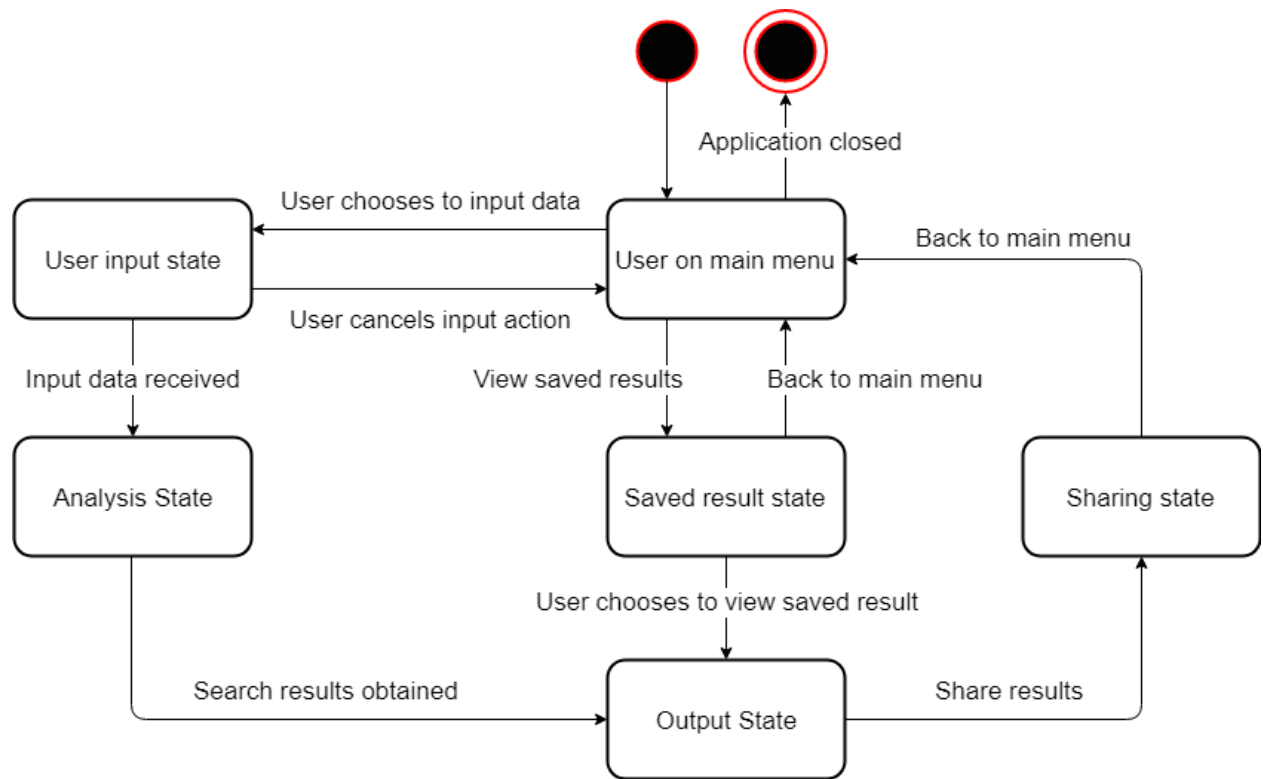 Application closed
User chooses to input data
Back to main menu
User input state
User on main menu
User cancels input action
Input data received
View saved results
Back to main menu
Analysis State
Saved result state
Sharing state
User chooses to view saved result
Search results obtained
Share results
Output State